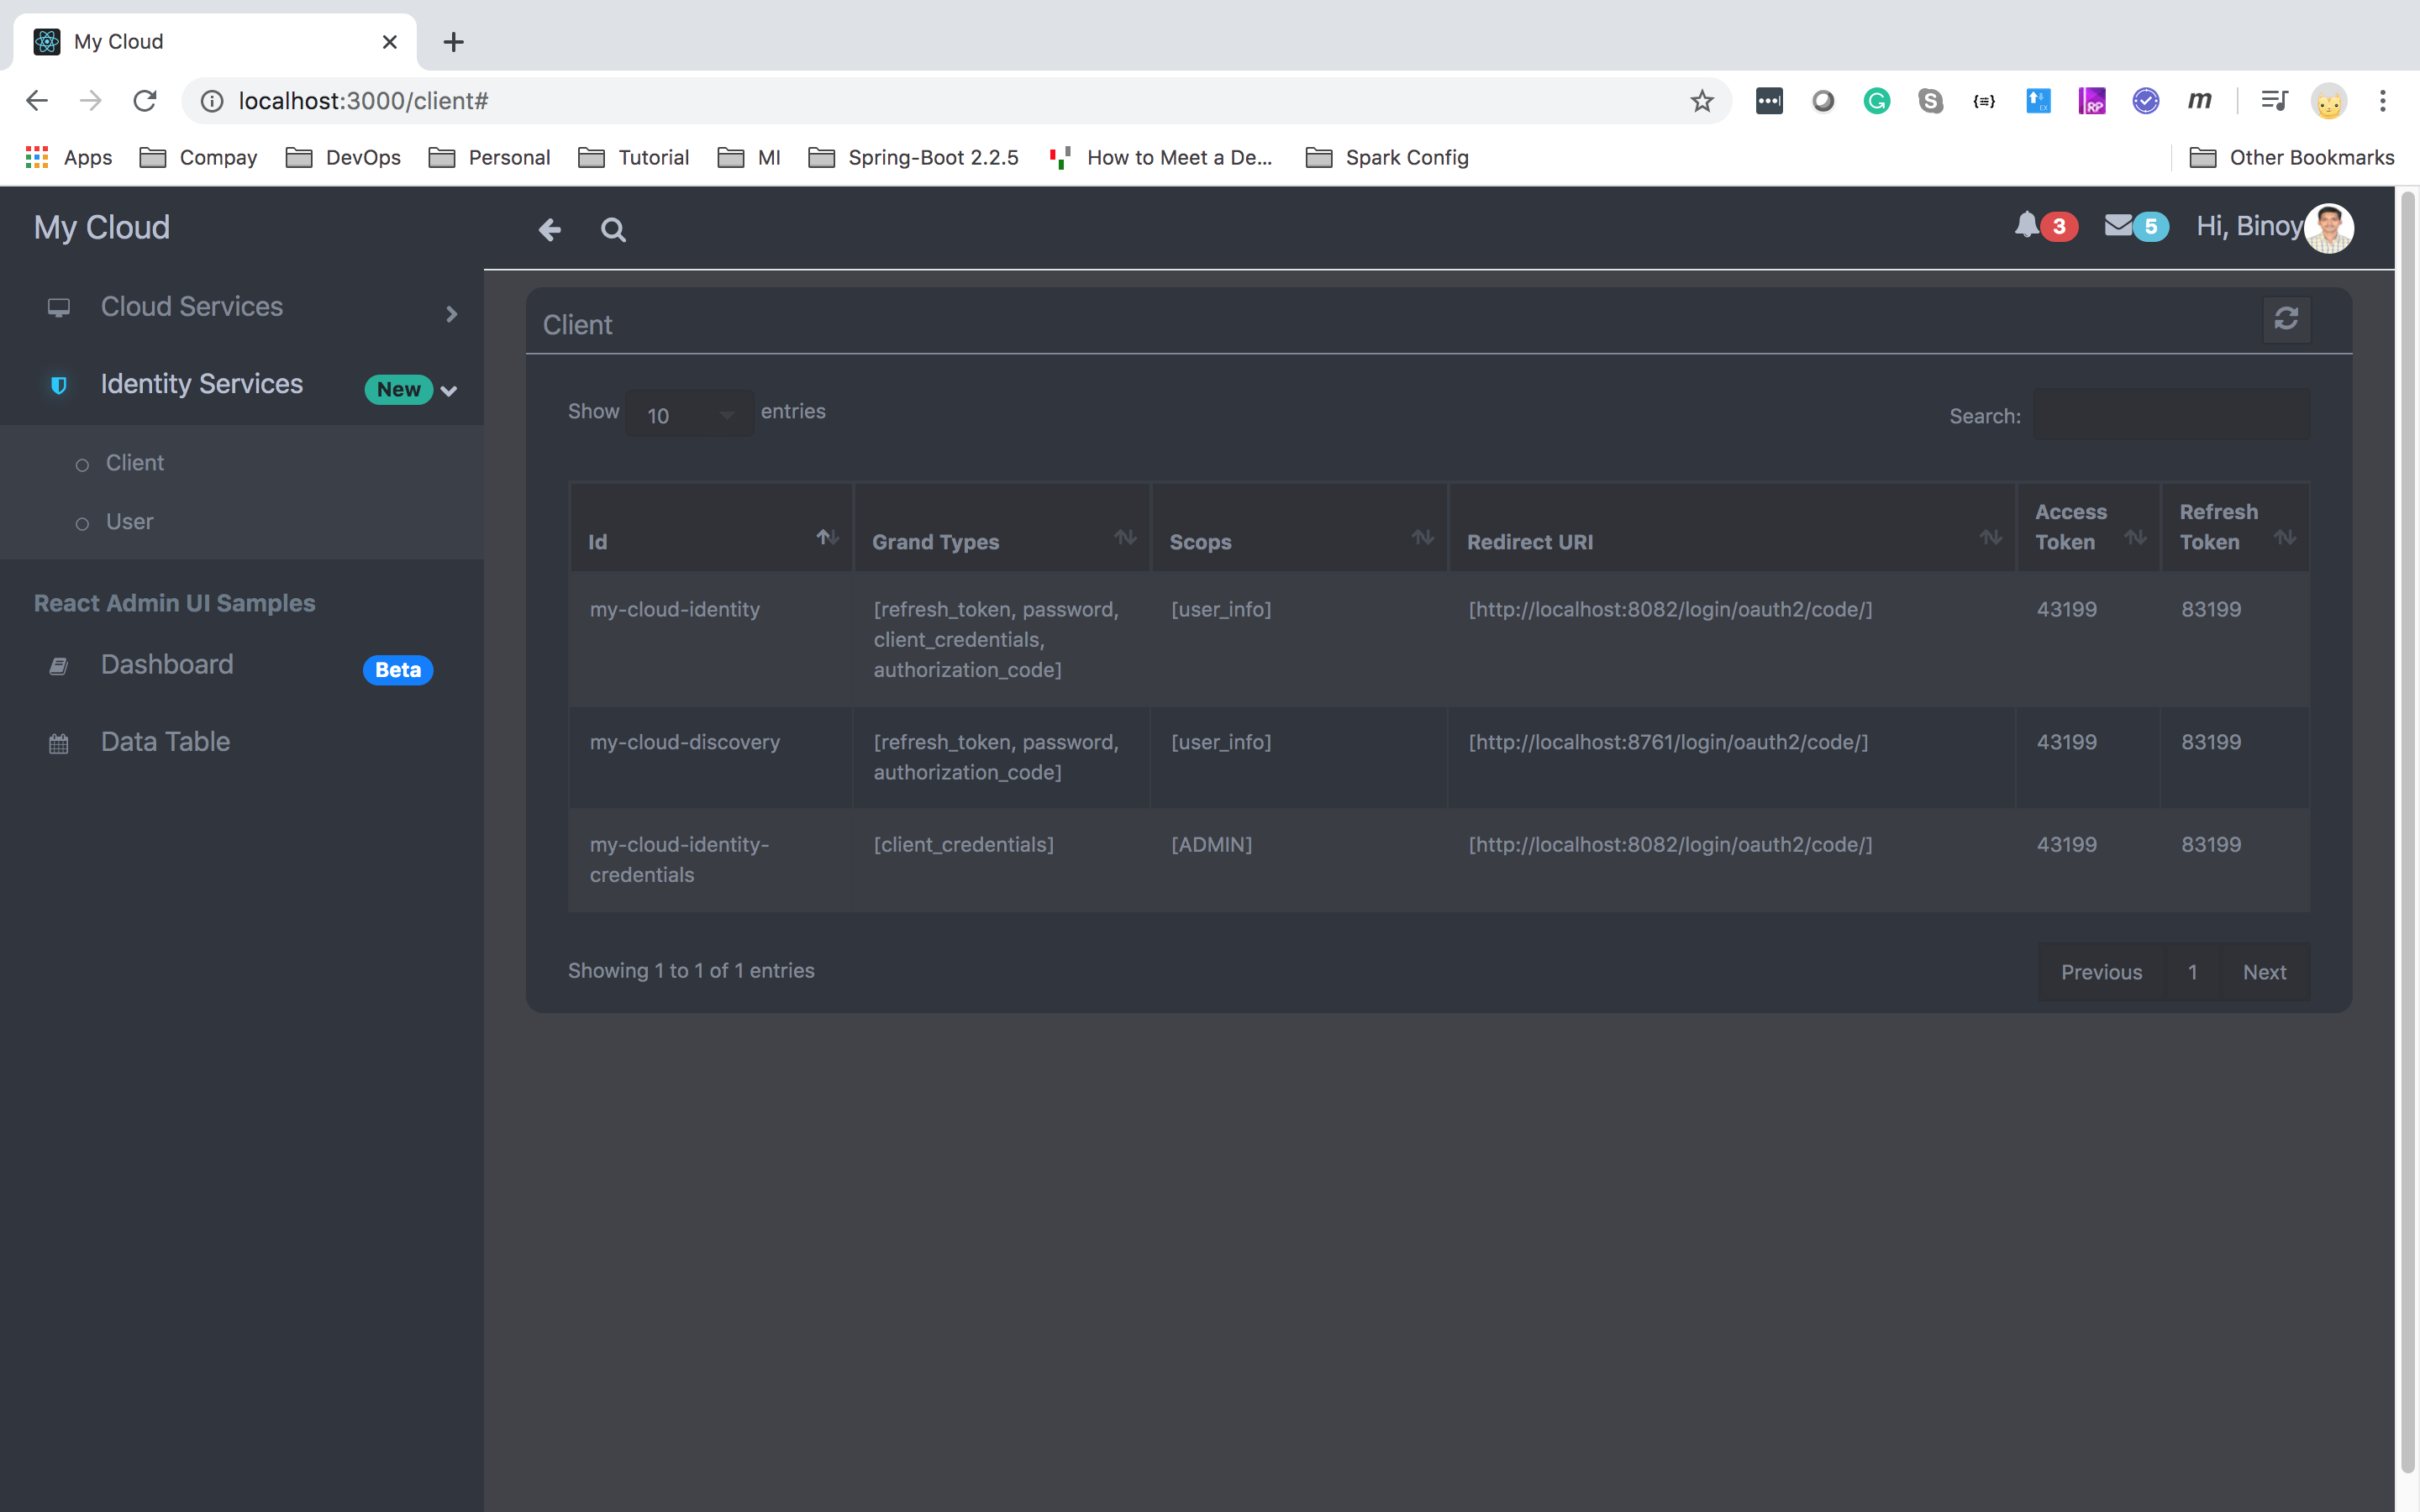 My Cloud
localhost:3000/client#
Apps Compay DevOps Personal Tutorial MI Spring-Boot 2.2.5 How to Meet a De... Spark Config Other Bookmarks
My Cloud
3 5 Hi, Binoy
Cloud Services
Identity Services New
Client
User
React Admin UI Samples
Dashboard Beta
Data Table
Client
Show 10 entries Search:
Id Grand Types Scops Redirect URI Access Token Refresh Token
my-cloud-identity [refresh_token, password, client_credentials, authorization_code] [user_info] [http://localhost:8082/login/oauth2/code/] 43199 83199
my-cloud-discovery [refresh_token, password, authorization_code] [user_info] [http://localhost:8761/login/oauth2/code/] 43199 83199
my-cloud-identity-credentials [client_credentials] [ADMIN] [http://localhost:8082/login/oauth2/code/] 43199 83199
Showing 1 to 1 of 1 entries Previous 1 Next